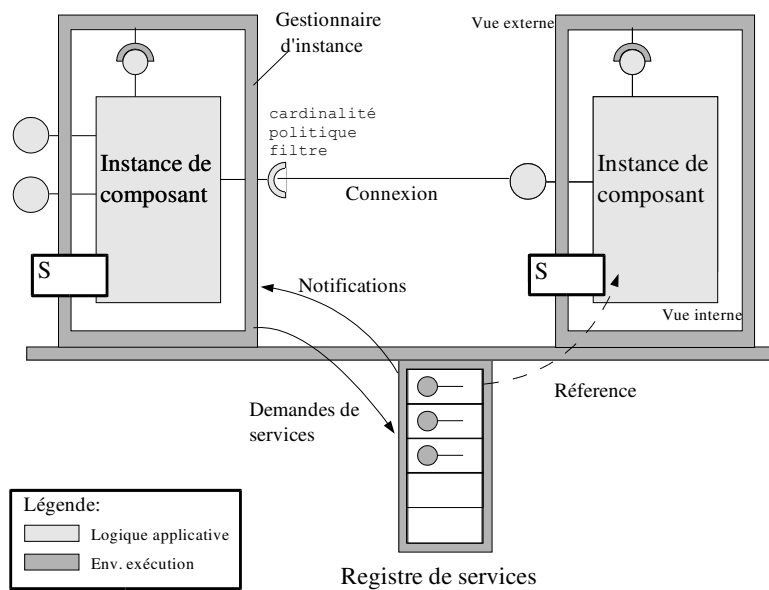 Gestionnaire
d'instance
Vue externe
cardinalité
politique
filtre
Instance de
composant
Instance de
composant
Connexion
S
S
Notifications
Vue interne
Demandes de
services
Réference
Légende:
Logique applicative
Env. exécution
Registre de services